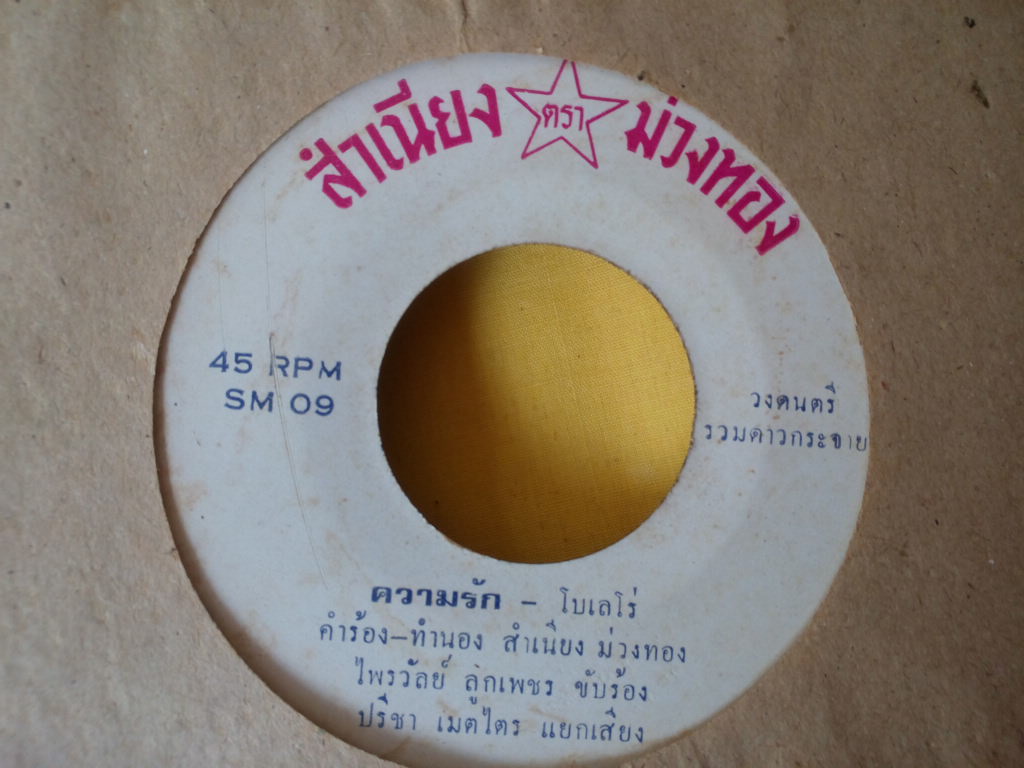 สำเนียง ตรา ม่วงทอง
45 RPM
SM 09
วงดนตรี
รวมดาวกระจาย
ความรัก - โบเลโร่
คำร้อง-ทำนอง สำเนียง ม่วงทอง
ไพรวัลย์ ลูกเพชร ขับร้อง
ปรีชา เมตไตร แยกเสียง